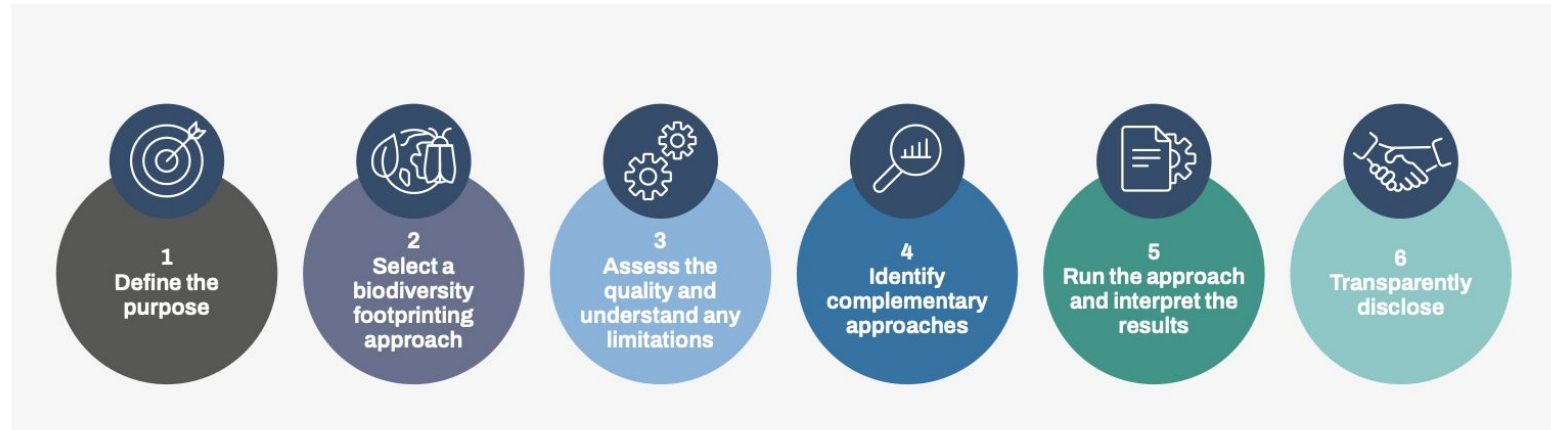 1
Define the
purpose
2
Select a
biodiversity
footprinting
approach
3
Assess the
quality and
understand any
limitations
4
Identify
complementary
approaches
5
Run the approach
and interpret the
results
6
Transparently
disclose